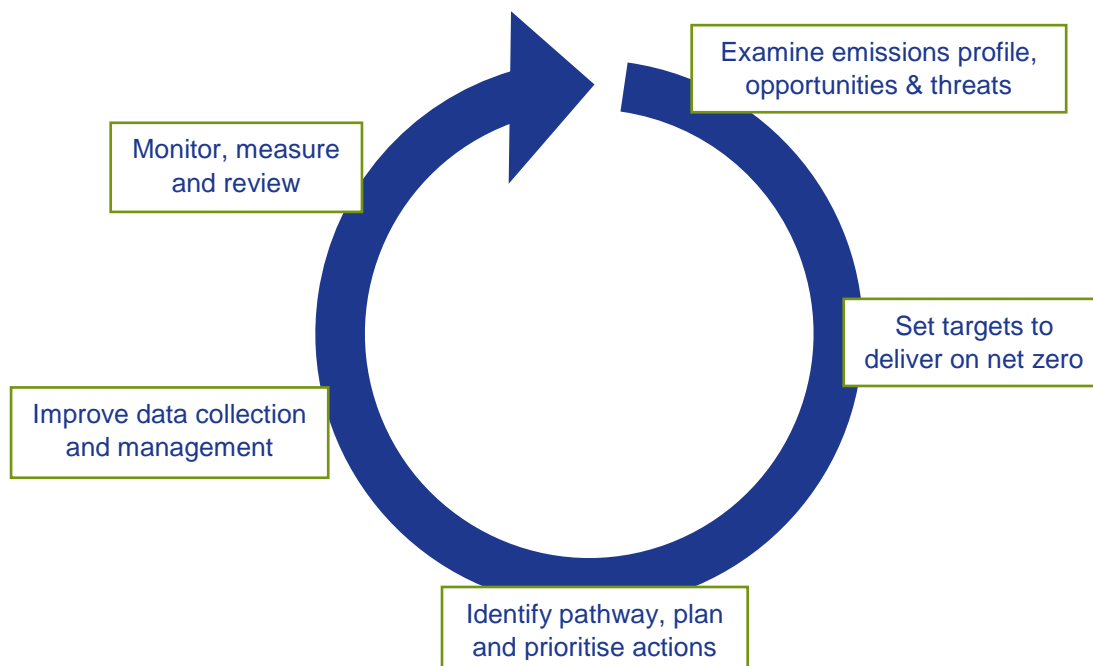 Examine emissions profile,
opportunities & threats
Set targets to
deliver on net zero
Identify pathway, plan
and prioritise actions
Improve data collection
and management
Monitor, measure
and review